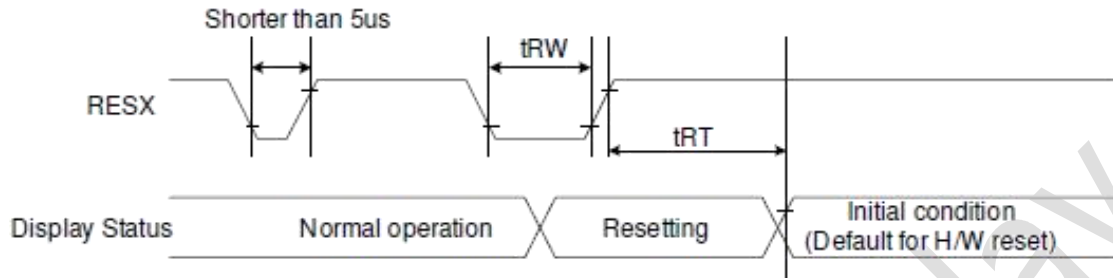 Shorter than 5us
tRW
RESX
tRT
Display Status
Normal operation
Resetting
Initial condition
(Default for H/W reset)